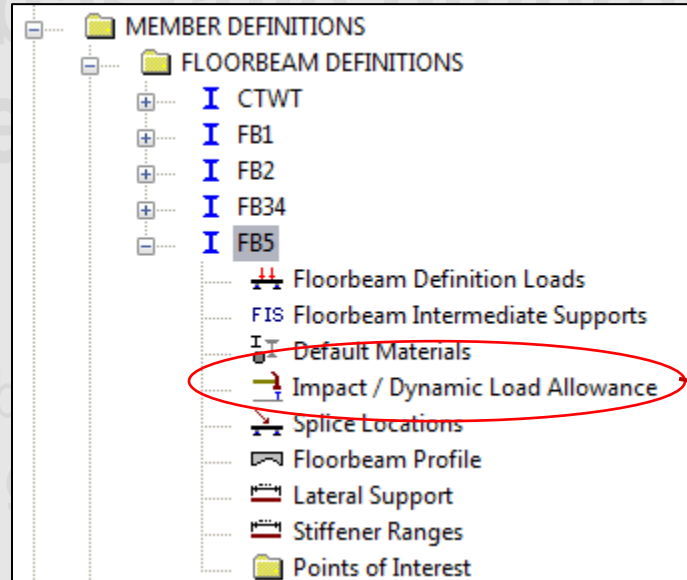 MEMBER DEFINITIONS
FLOORBEAM DEFINITIONS
CTWT
FB1
FB2
FB34
FB5
Floorbeam Definition Loads
FIS Floorbeam Intermediate Supports
Default Materials
Impact / Dynamic Load Allowance
Splice Locations
Floorbeam Profile
Lateral Support
Stiffener Ranges
Points of Interest